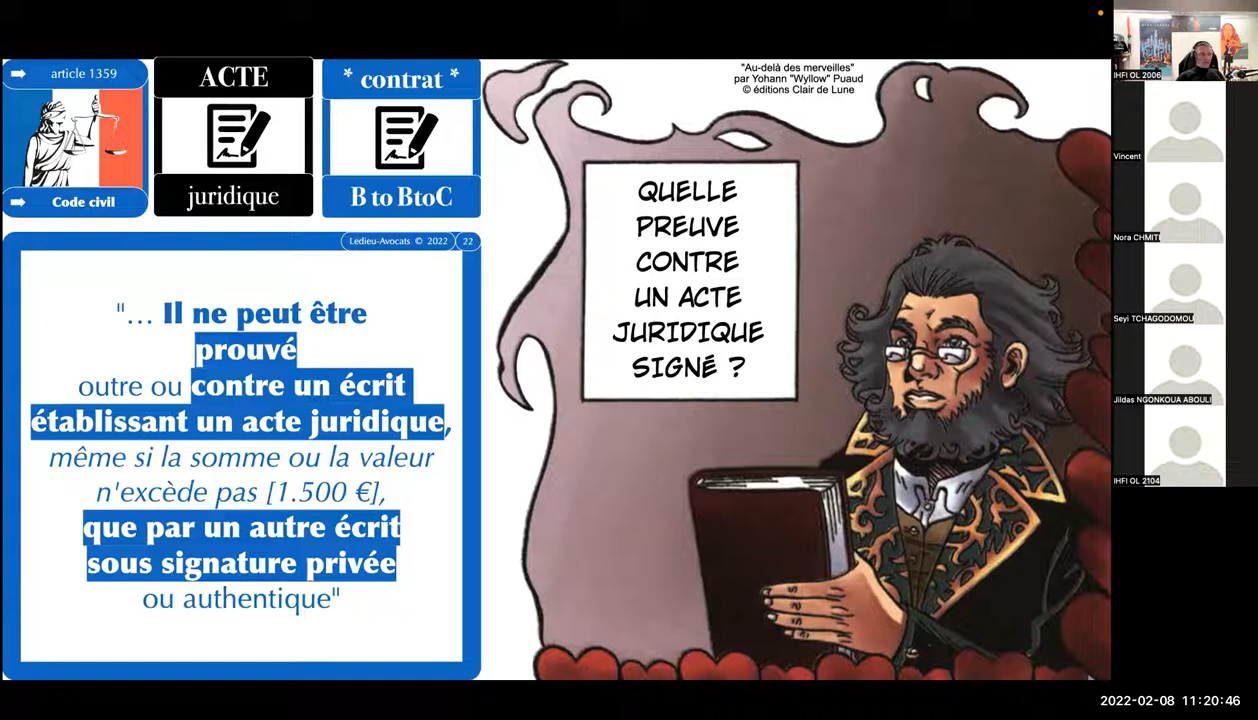 article 1359
Code civil
ACTE
juridique
* contrat *
B to BtoC
Ledieu-Avocats © 2022
22
"... Il ne peut être
prouvé
outre ou contre un écrit
établissant un acte juridique,
même si la somme ou la valeur
n'excède pas [1.500 €],
que par un autre écrit
sous signature privée
ou authentique"
"Au-delà des merveilles"
par Yohann "Wyllow" Puaud
© éditions Clair de Lune
QUELLE
PREUVE
CONTRE
UN ACTE
JURIDIQUE
SIGNÉ ?
IHFI OL 2006
Vincent
Nora CHMITI
Seyi TCHAGODOMOU
Jildas NGONKOUA ABOULI
IHFI OL 2104
2022-02-08 11:20:46